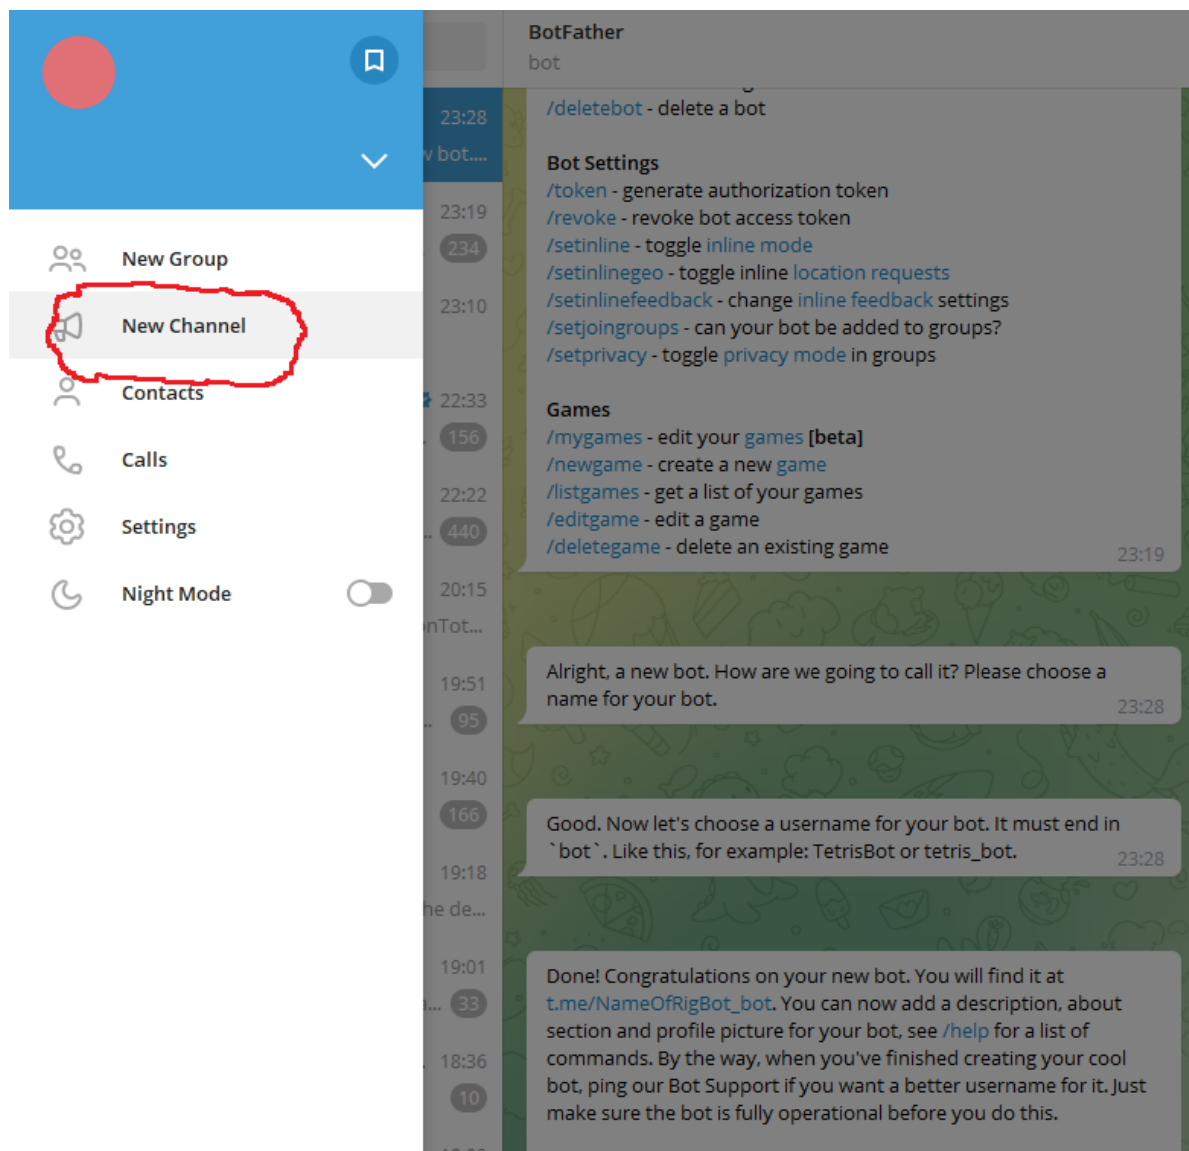 New Group
New Channel
Contacts
Calls
Settings
Night Mode
23:28
w bot....
23:19
234
23:10
22:33
156
22:22
440
20:15
nTot...
19:51
95
19:40
166
19:18
he de...
19:01
33
18:36
10
BotFather
bot
/deletebot - delete a bot
Bot Settings
/token - generate authorization token
/revoke - revoke bot access token
/setinline - toggle inline mode
/setinlinegeo - toggle inline location requests
/setinlinefeedback - change inline feedback settings
/setjoingroups - can your bot be added to groups?
/setprivacy - toggle privacy mode in groups
Games
/mygames - edit your games [beta]
/newgame - create a new game
/listgames - get a list of your games
/editgame - edit a game
/deletegame - delete an existing game
23:19
Alright, a new bot. How are we going to call it? Please choose a
name for your bot.
23:28
Good. Now let's choose a username for your bot. It must end in
`bot`. Like this, for example: TetrisBot or tetris_bot.
23:28
Done! Congratulations on your new bot. You will find it at
t.me/NameOfRigBot_bot. You can now add a description, about
section and profile picture for your bot, see /help for a list of
commands. By the way, when you've finished creating your cool
bot, ping our Bot Support if you want a better username for it. Just
make sure the bot is fully operational before you do this.